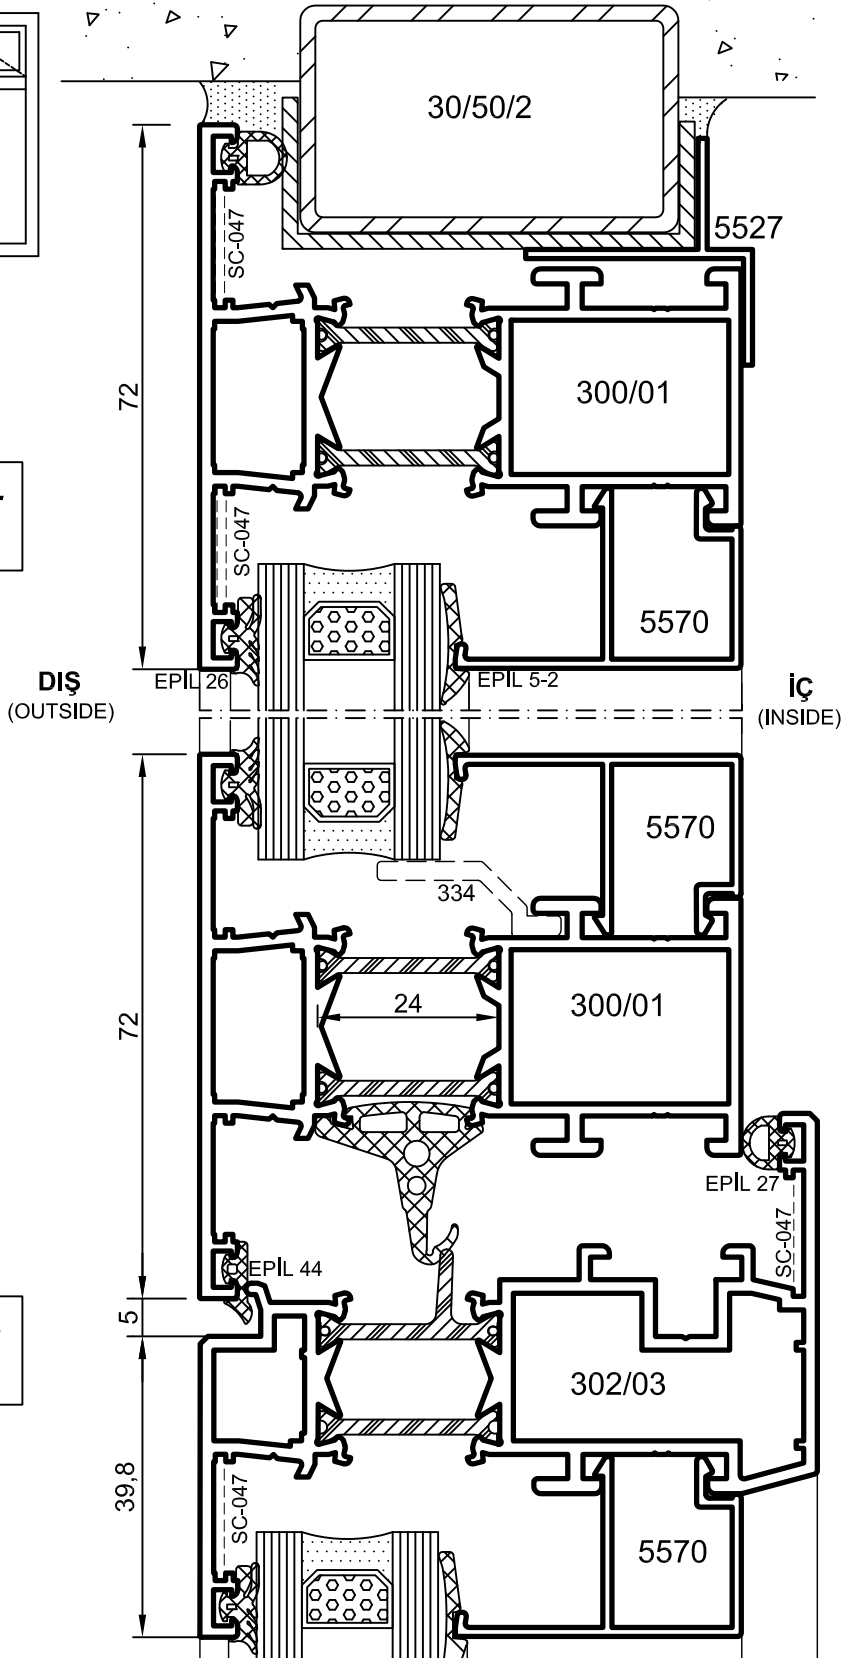 30/50/2
5527
SC-047
72
300/01
SC-047
5570
EPİL 26
EPİL 5-2
DIŞ
(OUTSIDE)
İÇ
(INSIDE)
5570
334
72
24
300/01
EPİL 27
SC-047
EPİL 44
5
302/03
39,8
SC-047
5570